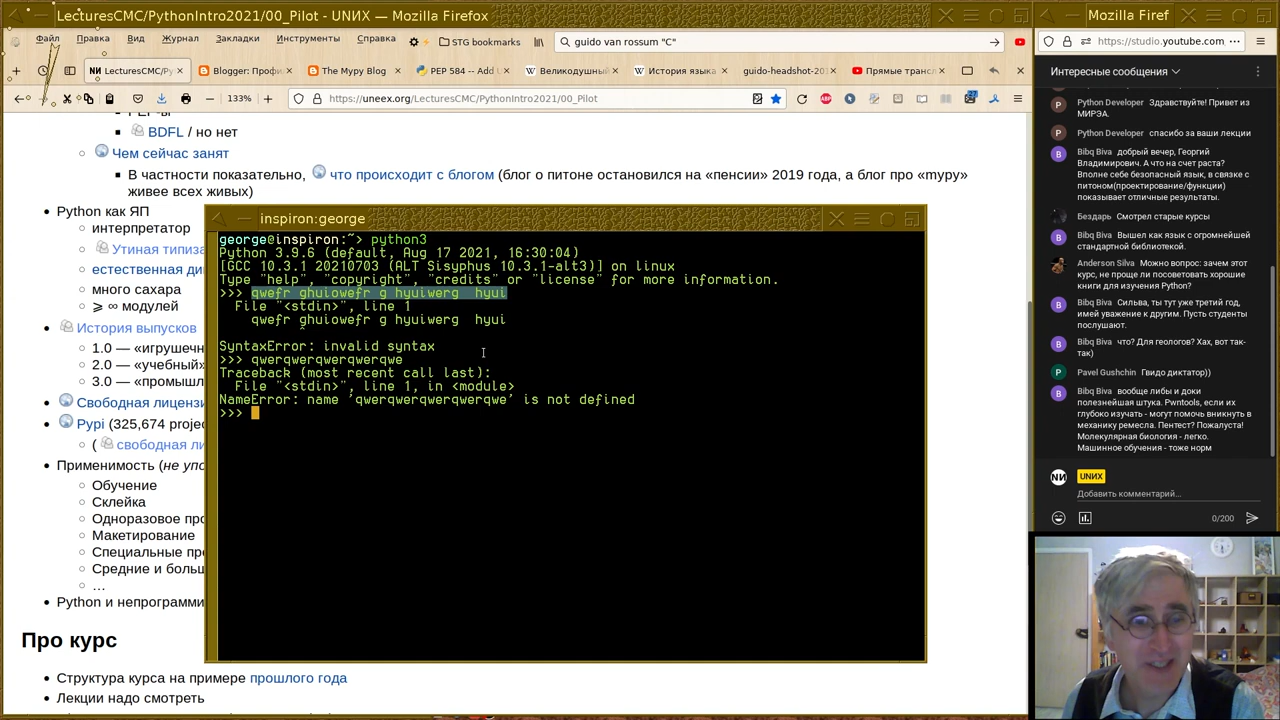 LecturesCMC/PythonIntro2021/00_Pilot - UNИX — Mozilla Firefox
Файл Правка Вид Журнал Закладки Инструменты Справка
STG bookmarks
guido van rossum "C"
LecturesCMC/Py
Blogger: Профи
The Mypy Blog
PEP 584 -- Add U
Великодушный
История языка
guido-headshot-201
Прямые трансл
133%
https://uneex.org/LecturesCMC/PythonIntro2021/00_Pilot
BDFL / но нет
Чем сейчас занят
В частности показательно, что происходит с блогом (блог о питоне остановился на «пенсии» 2019 года, а блог про «mypy»
живее всех живых)
Python как ЯП
интерпретатор
Утиная типиза
естественная ди
много сахара
⩾ ∞ модулей
История выпусков
1.0 — «игрушечн
2.0 — «учебный»
3.0 — «промышл
Свободная лицензи
Pypi (325,674 projec
( свободная ли
Применимость (не упо
Обучение
Склейка
Одноразовое про
Макетирование
Специальные пре
Средние и больш
…
Python и непрограмми
Про курс
Структура курса на примере прошлого года
Лекции надо смотреть
inspiron:george
george@inspiron:~> python3
Python 3.9.6 (default, Aug 17 2021, 16:30:04)
[GCC 10.3.1 20210703 (ALT Sisyphus 10.3.1-alt3)] on linux
Type "help", "copyright", "credits" or "license" for more information.
>>> qwefr ghuiowefr g hyuiwerg  hyui
File "<stdin>", line 1
qwefr ghuiowefr g hyuiwerg  hyui
^
SyntaxError: invalid syntax
>>> qwerqwerqwerqwerqwe
Traceback (most recent call last):
File "<stdin>", line 1, in <module>
NameError: name 'qwerqwerqwerqwerqwe' is not defined
>>>
Mozilla Firef
https://studio.youtube.com
Интересные сообщения
Python Developer Здравствуйте! Привет из
МИРЭА.
Python Developer спасибо за ваши лекции
Bibq Biva добрый вечер, Георгий
Владимирович. А что на счет раста?
Вполне себе безопасный язык, в связке с
питоном(проектирование/функции)
показывает отличные результаты.
Бездарь Смотрел старые курсы
Bibq Biva Вышел как язык с огромнейшей
стандартной библиотекой.
Anderson Silva Можно вопрос: зачем этот
курс, не проще ли посоветовать хорошие
книги для изучения Python?
Bibq Biva Сильва, ты тут уже третий год,
имей уважение к другим. Пусть студенты
послушают.
Bibq Biva что? Для геологов? Хах, вот так-
так)
Pavel Gushchin Гвидо диктатор))
Bibq Biva вообще либы и доки
полезнейшая штука. Pwntools, если их
глубоко изучать - могут помочь вникнуть в
механику ремесла. Пентест? Пожалуста!
Молекулярная биология - легко.
Машинное обучения - тоже норм
UNИX
Добавить комментарий...
0/200